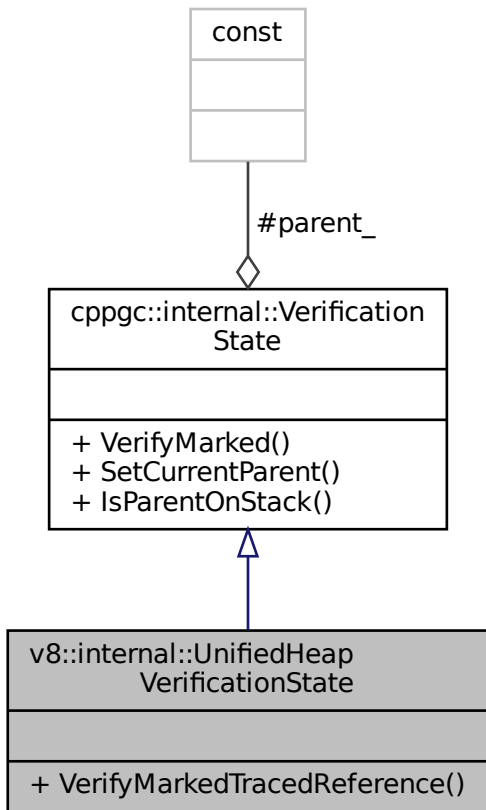 const
#parent_
cppgc::internal::Verification
State
+ VerifyMarked()
+ SetCurrentParent()
+ IsParentOnStack()
v8::internal::UnifiedHeap
VerificationState
+ VerifyMarkedTracedReference()